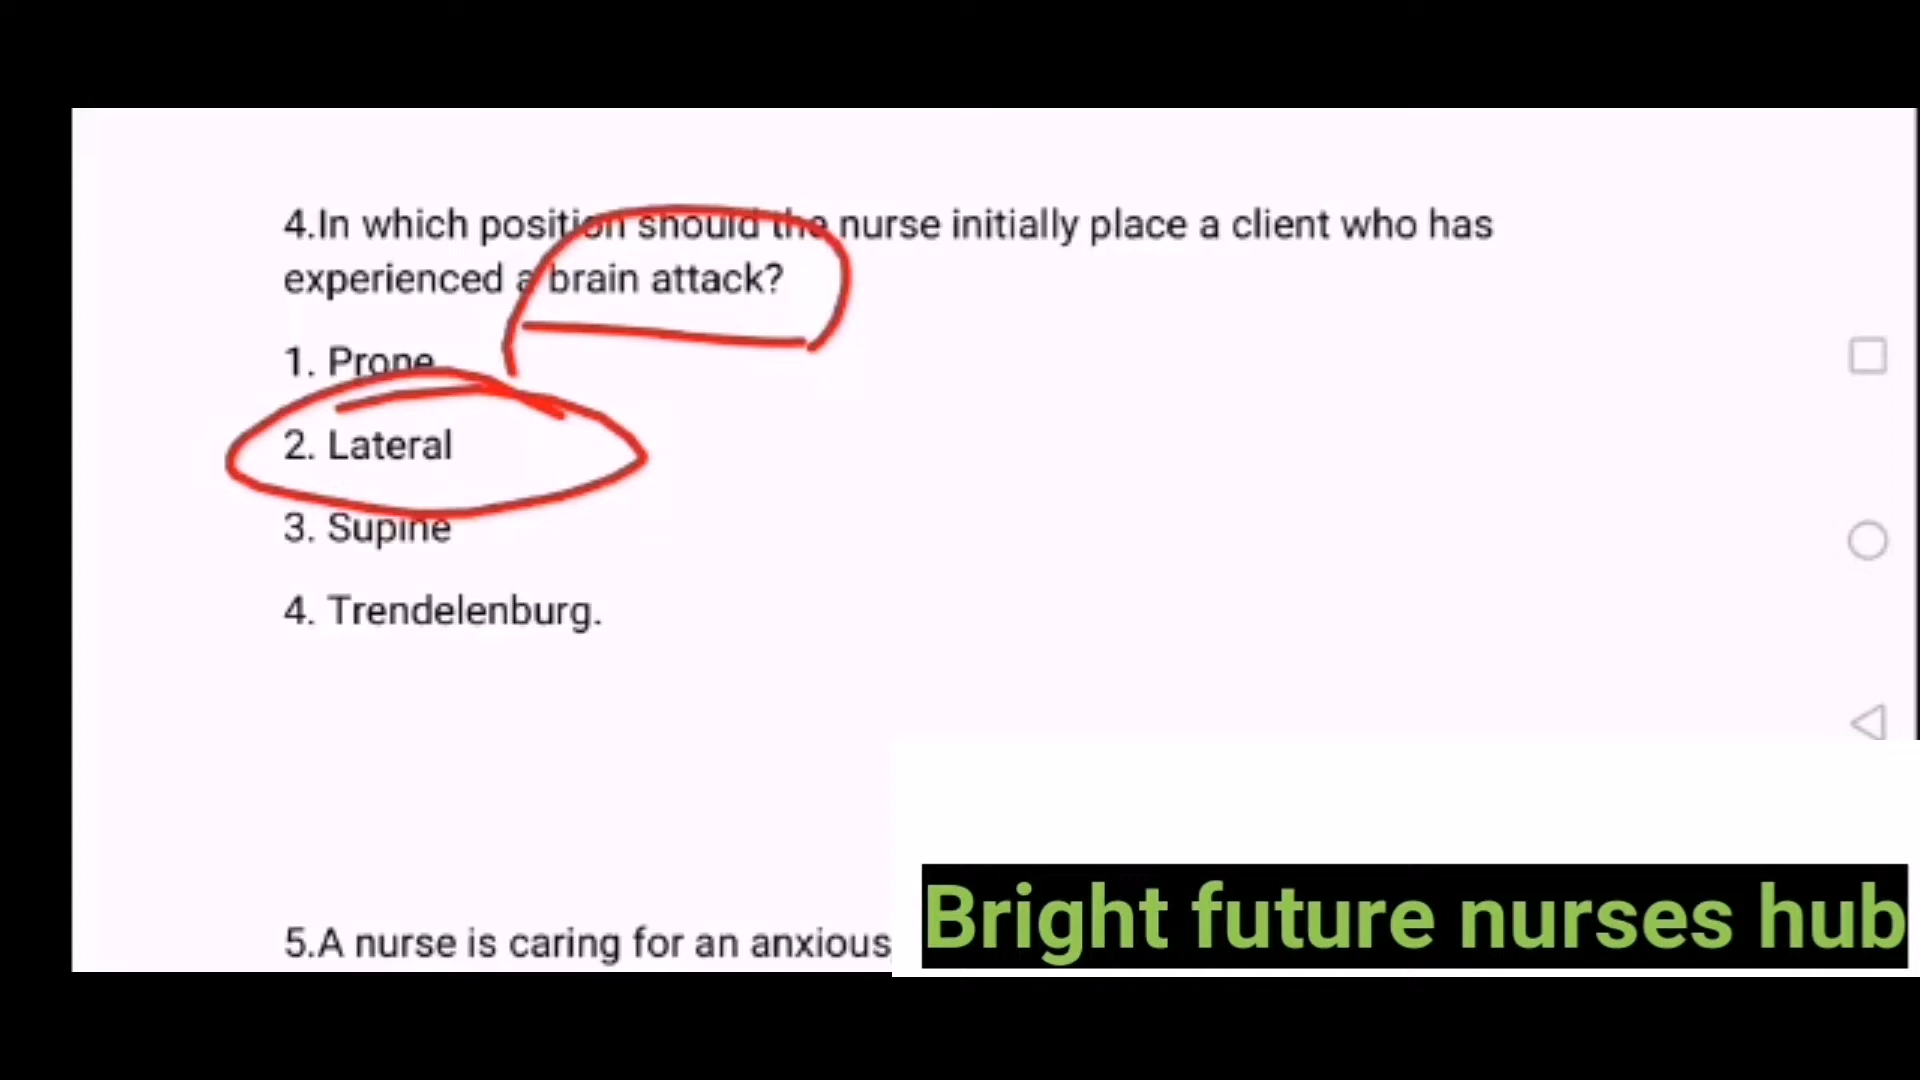 4.In which position should the nurse initially place a client who has
experienced a brain attack?
1. Prone
2. Lateral
3. Supine
4. Trendelenburg.
5.A nurse is caring for an anxious
Bright future nurses hub